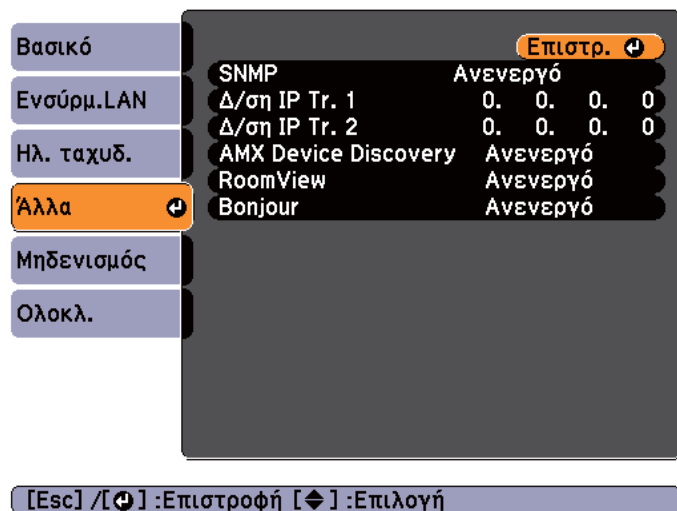 Βασικό
Ενσύρμ.LAN
Ηλ. ταχυδ.
Άλλα
Μηδενισμός
Ολοκλ.
Επιστρ.
SNMP Ανενεργό
Δ/ση IP Tr. 1 0. 0. 0. 0
Δ/ση IP Tr. 2 0. 0. 0. 0
AMX Device Discovery Ανενεργό
RoomView Ανενεργό
Bonjour Ανενεργό
[Esc] /[⏎] :Επιστροφή [◆] :Επιλογή